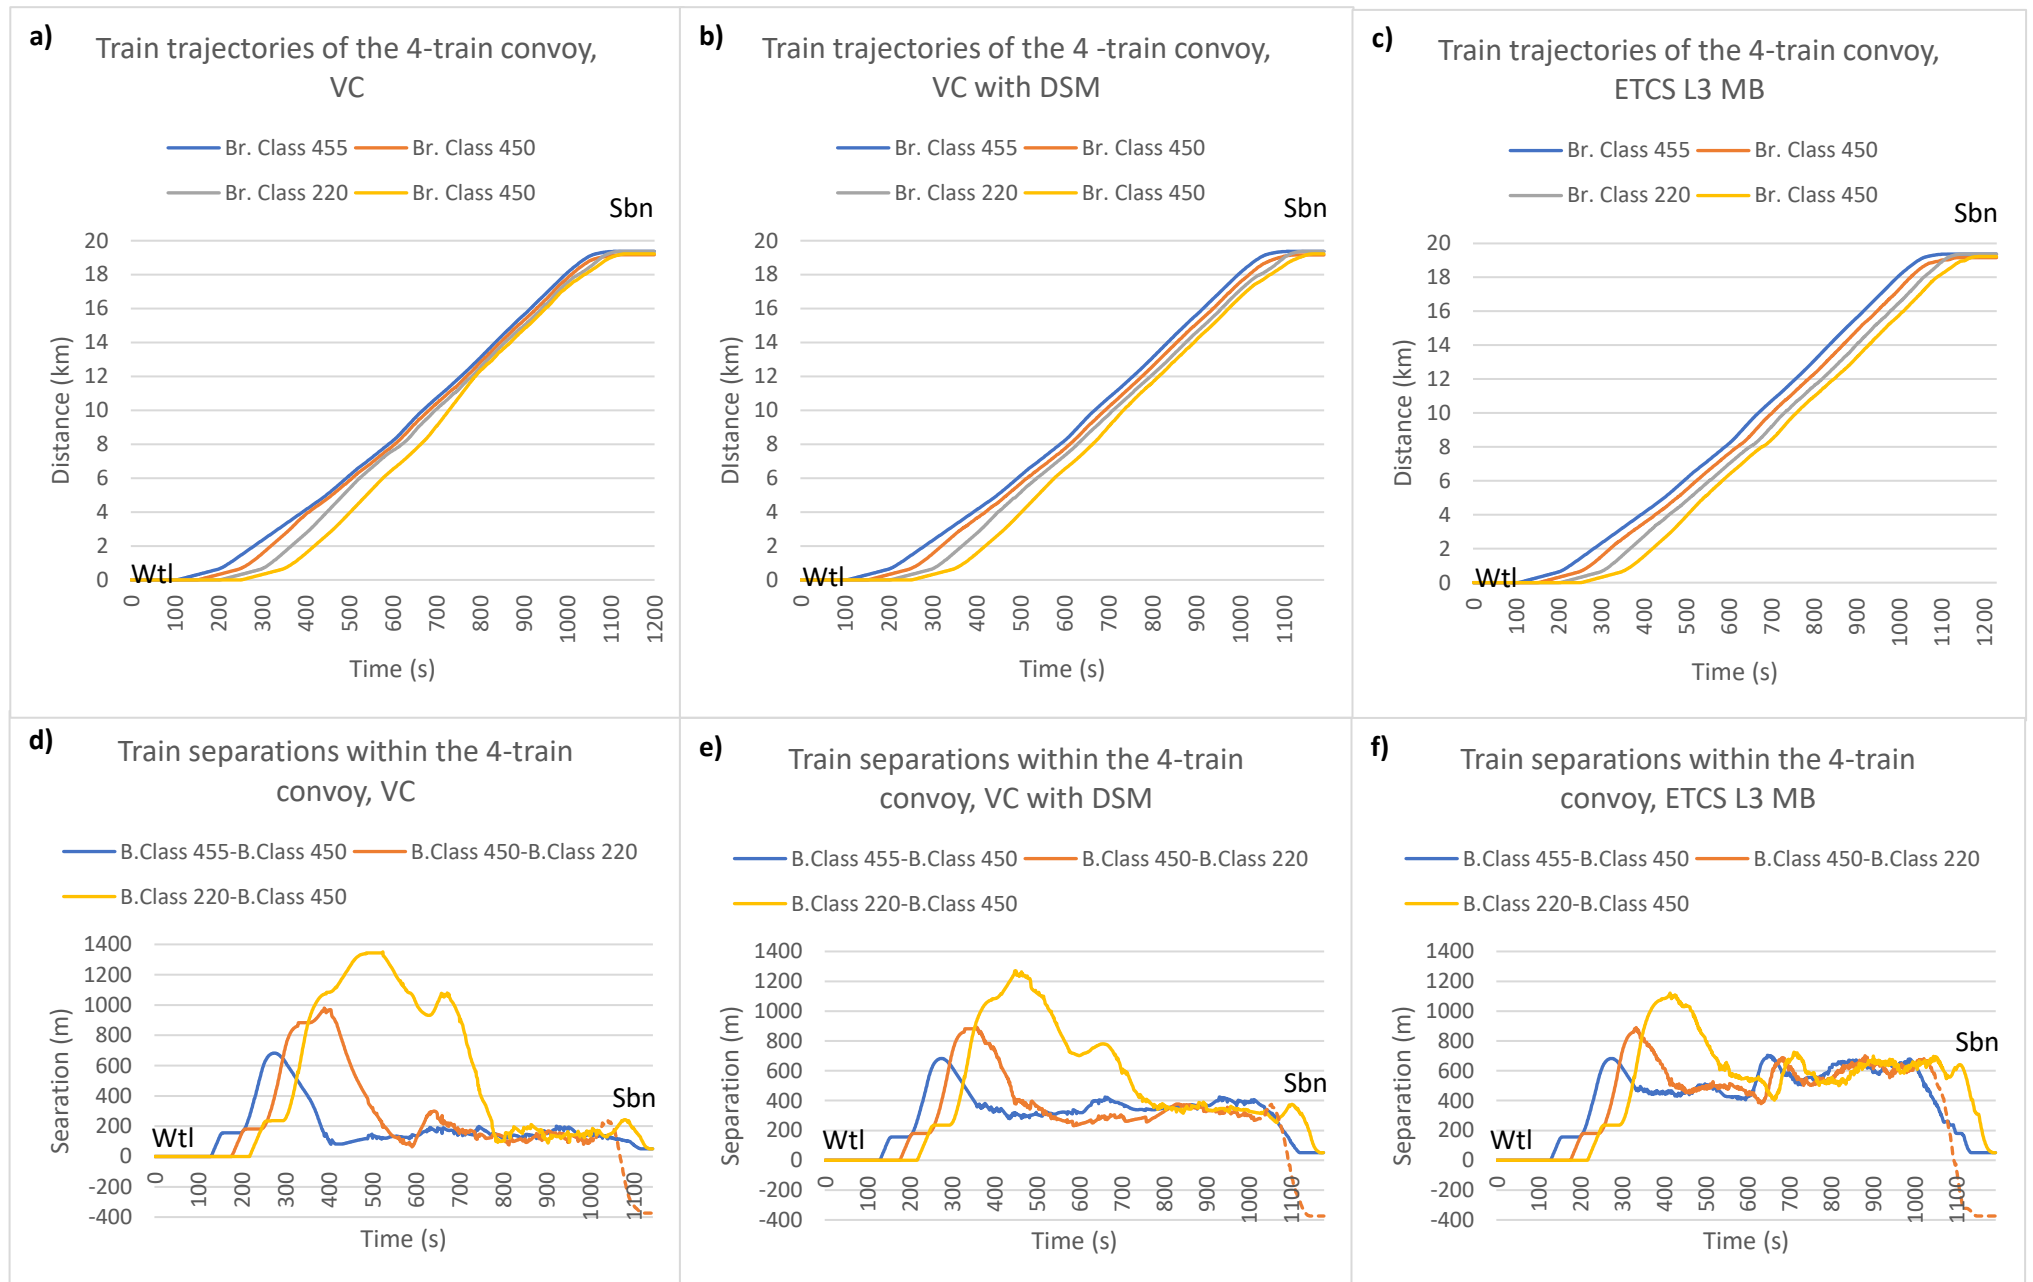 a)
Train trajectories of the 4-train convoy,
VC
Br. Class 455
Br. Class 450
Br. Class 220
Br. Class 450
Sbn
20
18
16
14
12
10
8
6
4
2
0
Distance (km)
Wtl
0 100 200 300 400 500 600 700 800 900 1000 1100 1200
Time (s)
b)
Train trajectories of the 4 -train convoy,
VC with DSM
Br. Class 455
Br. Class 450
Br. Class 220
Br. Class 450
Sbn
20
18
16
14
12
10
8
6
4
2
0
DIstance (km)
Wtl
0 100 200 300 400 500 600 700 800 900 1000 1100
Time (s)
c)
Train trajectories of the 4-train convoy,
ETCS L3 MB
Br. Class 455
Br. Class 450
Br. Class 220
Br. Class 450
Sbn
20
18
16
14
12
10
8
6
4
2
0
Distance (km)
Wtl
0 100 200 300 400 500 600 700 800 900 1000 1100 1200
Time (s)
d)
Train separations within the 4-train
convoy, VC
B.Class 455-B.Class 450
B.Class 450-B.Class 220
B.Class 220-B.Class 450
1400
1200
1000
800
600
400
200
0
-200
-400
Searation (m)
Wtl
Sbn
0 100 200 300 400 500 600 700 800 900 1000 1100
Time (s)
e)
Train separations within the 4-train
convoy, VC with DSM
B.Class 455-B.Class 450
B.Class 450-B.Class 220
B.Class 220-B.Class 450
1400
1200
1000
800
600
400
200
0
-200
-400
Separation (m)
Wtl
Sbn
0 100 200 300 400 500 600 700 800 900 1000 1100
Time (s)
f)
Train separations within the 4-train
convoy, ETCS L3 MB
B.Class 455-B.Class 450
B.Class 450-B.Class 220
B.Class 220-B.Class 450
1400
1200
1000
800
600
400
200
0
-200
-400
Separation (m)
Wtl
Sbn
0 100 200 300 400 500 600 700 800 900 1000 1100
Time (s)